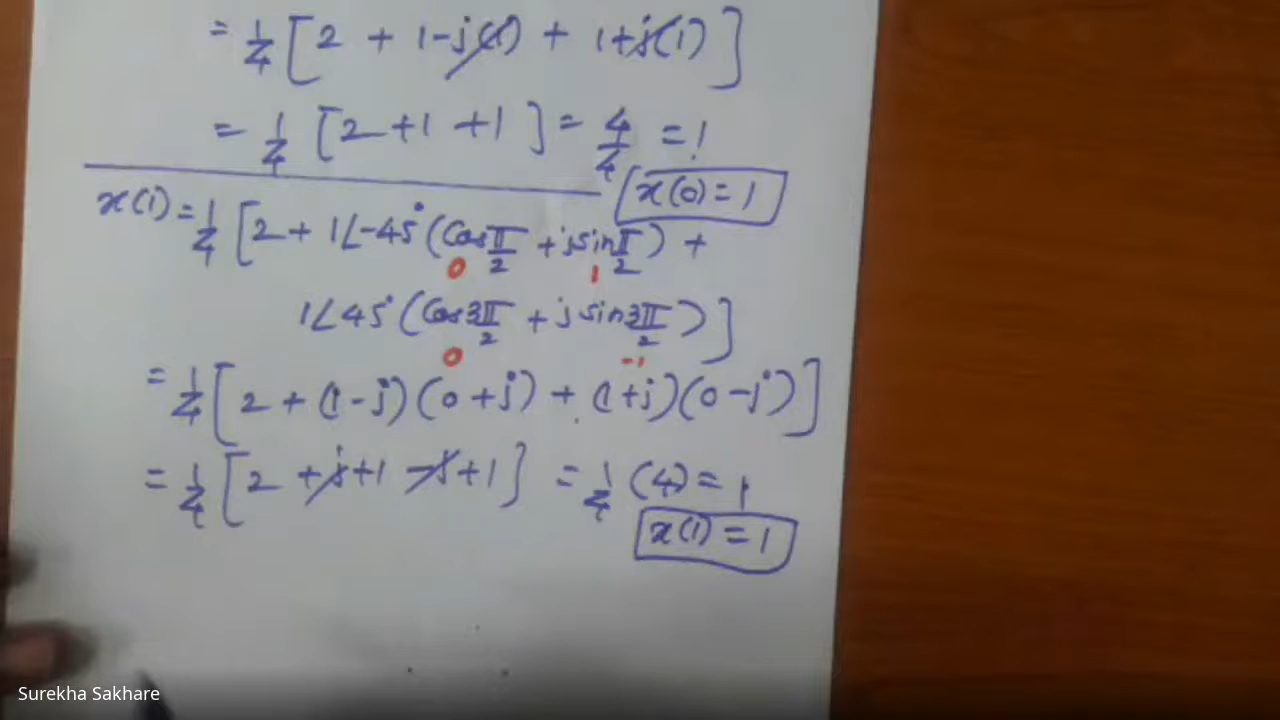 = 1/4 [ 2 + 1-j(1) + 1+j(1) ]
= 1/4 [2 +1 +1 ] = 4/4 = 1
x(0) = 1
x(1) = 1/4 [2 + 1∠-45° (Cos π/2 + j sin π/2) +
0 1
1∠45° (Cos 3π/2 + j sin 3π/2 ) ]
0 -1
= 1/4 [ 2 + (1-j) (0 +j) + (1+j) (0 -j) ]
= 1/4 [ 2 +j +1 -j +1 ] = 1/4 (4) = 1
x(1) = 1
Surekha Sakhare